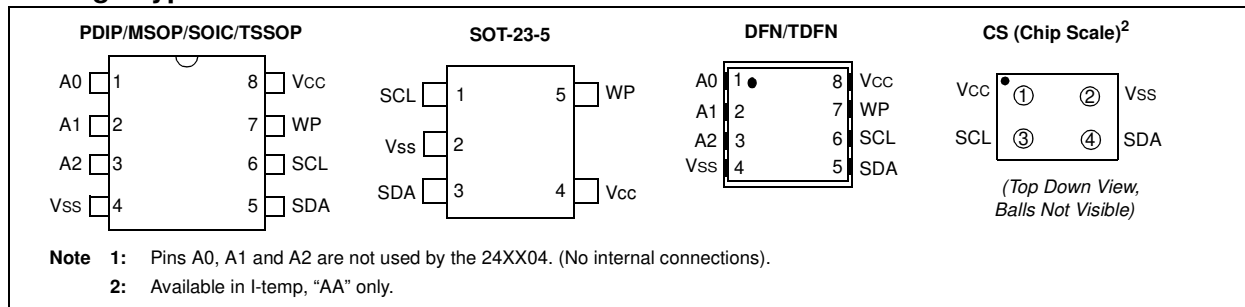 PDIP/MSOP/SOIC/TSSOP
A0 1 8 VCC
A1 2 7 WP
A2 3 6 SCL
VSS 4 5 SDA
SOT-23-5
SCL 1 5 WP
Vss 2
SDA 3 4 Vcc
DFN/TDFN
A0 1 8 VCC
A1 2 7 WP
A2 3 6 SCL
VSS 4 5 SDA
CS (Chip Scale)2
VCC 1 2 VSS
SCL 3 4 SDA
(Top Down View,
Balls Not Visible)
Note 1: Pins A0, A1 and A2 are not used by the 24XX04. (No internal connections).
2: Available in I-temp, “AA” only.